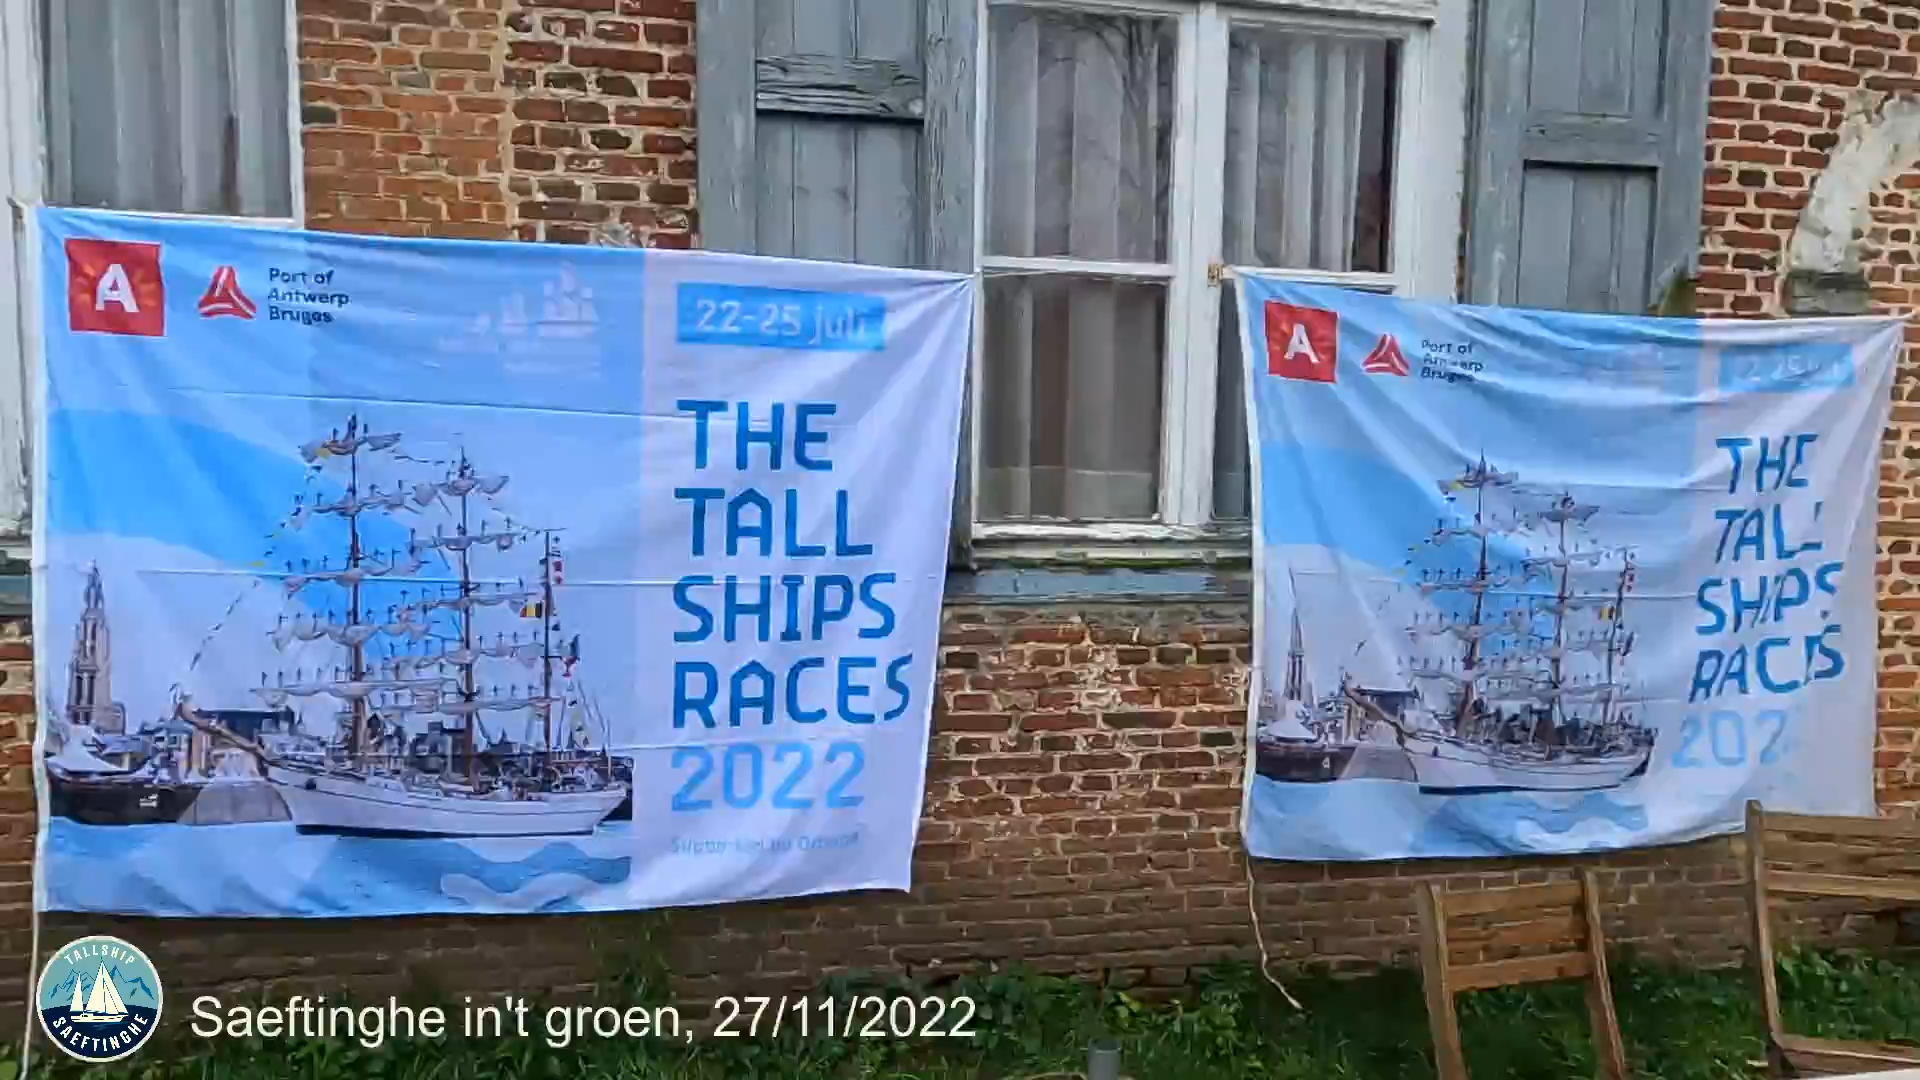 A
Port of
Antwerp
Bruges
22-25 juli
THE
TALL
SHIPS
RACES
2022
A
Port of
Antwerp
Bruges
THE
TALL
SHIPS
RACES
202
TALLSHIP
SAEFTINGHE
Saeftinghe in't groen, 27/11/2022